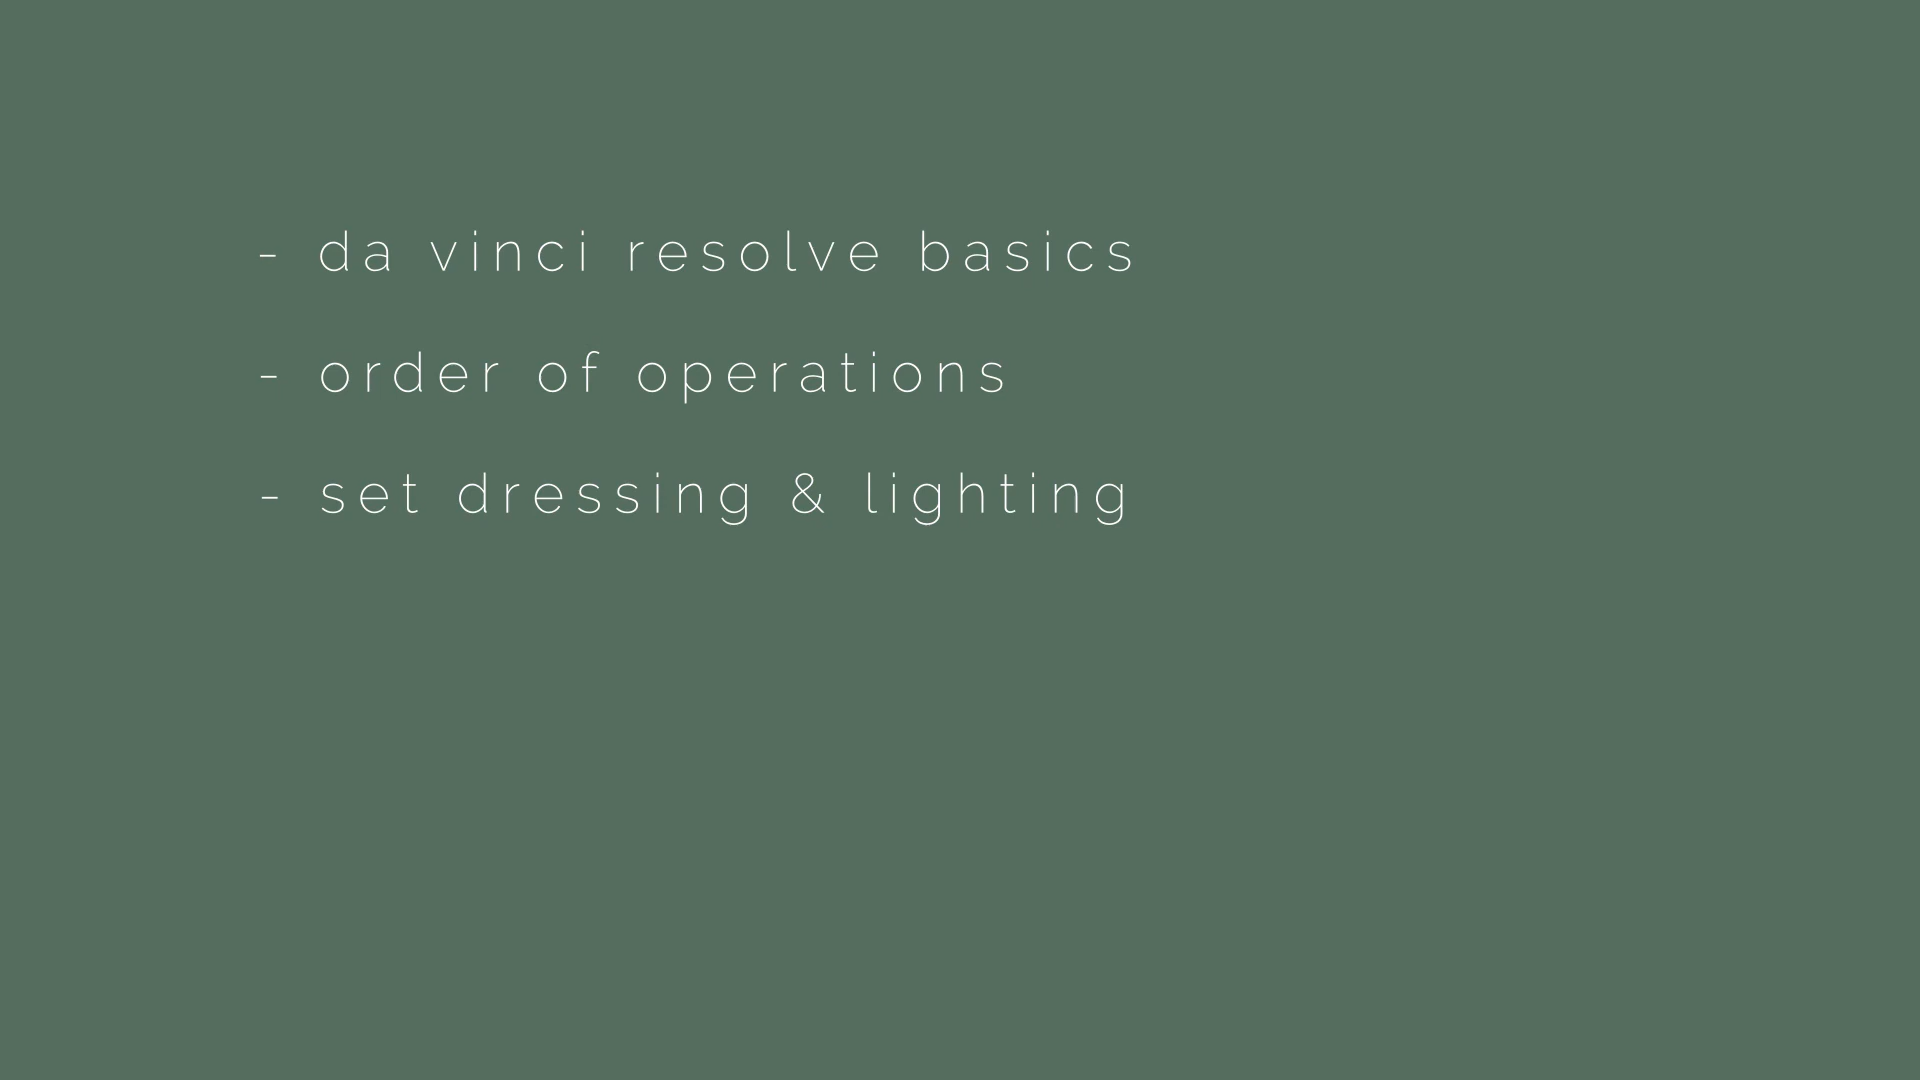 - da vinci resolve basics
- order of operations
- set dressing & lighting